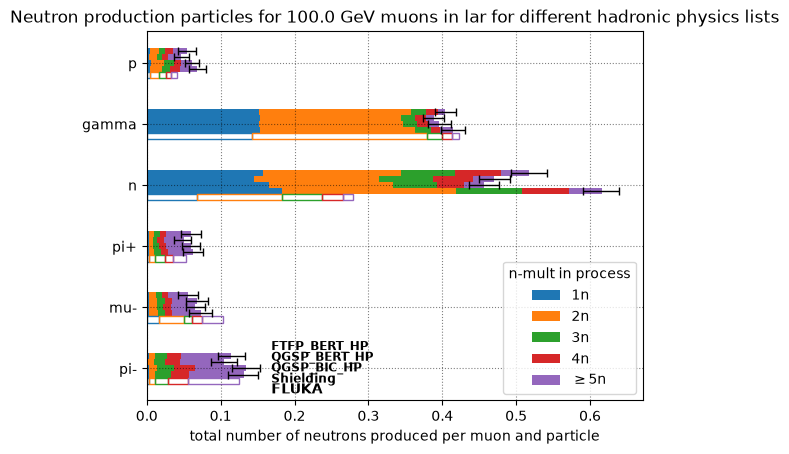 Neutron production particles for 100.0 GeV muons in lar for different hadronic physics lists
p
gamma
n
pi+
mu-
pi-
FTFP_BERT_HP
QGSP_BERT_HP
QGSP_BIC_HP
Shielding
FLUKA
n-mult in process
1n
2n
3n
4n
≥5n
0.0 0.1 0.2 0.3 0.4 0.5 0.6
total number of neutrons produced per muon and particle